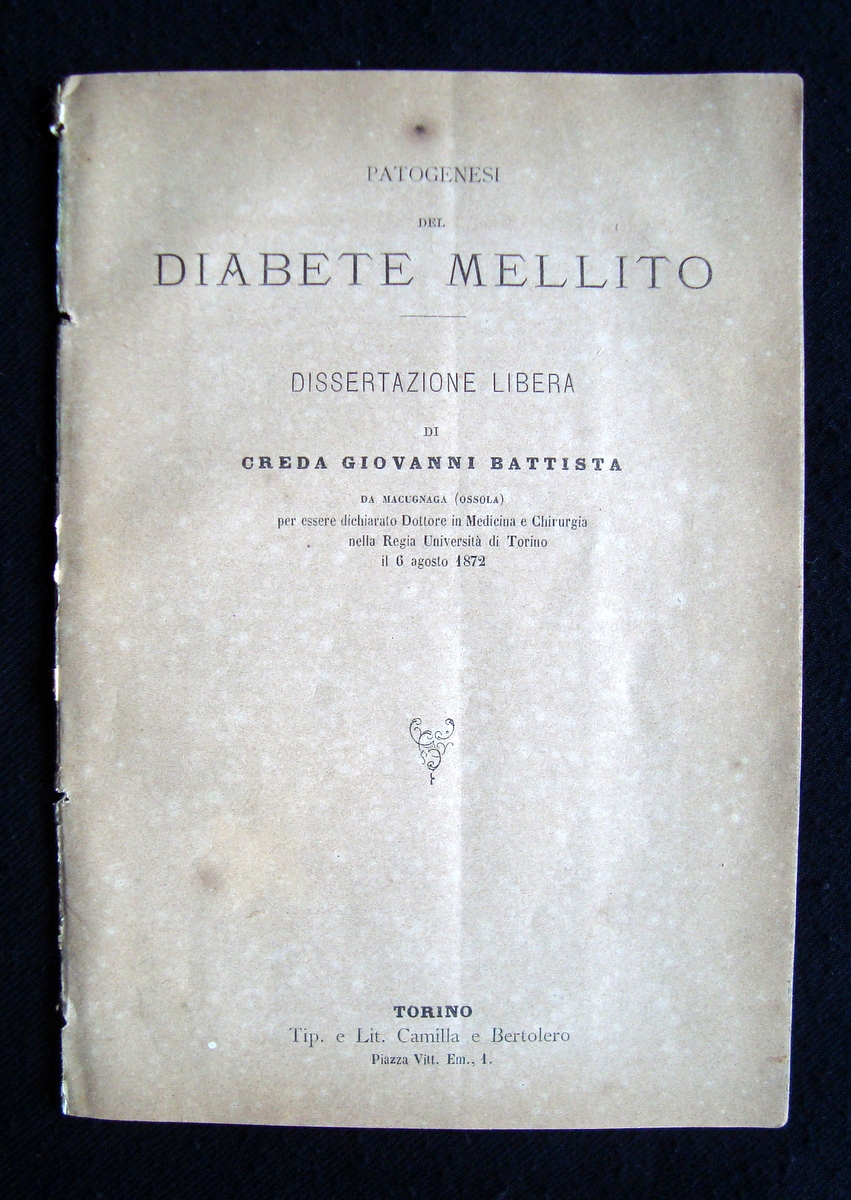 PATOGENESI
DEL
DIABETE MELLITO
DISSERTAZIONE LIBERA
DI
CREDA GIOVANNI BATTISTA
DA MACUGNAGA (OSSOLA)
per essere dichiarato Dottore in Medicina e Chirurgia
nella Regia Università di Torino
il 6 agosto 1872
TORINO
Tip. e Lit. Camilla e Bertolero
Piazza Vitt. Em., 1.